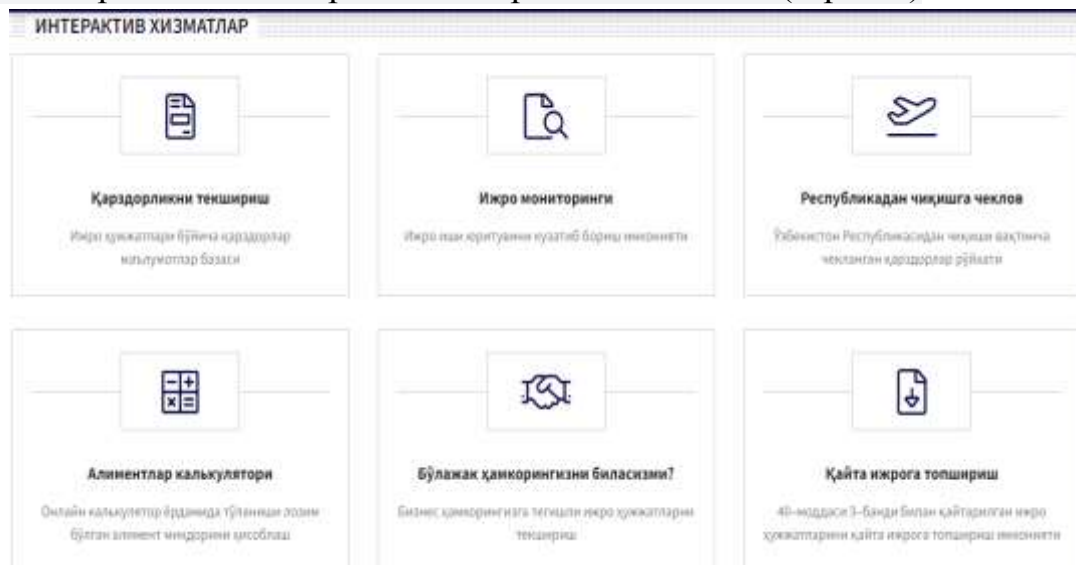 ИНТЕРАКТИВ ХИЗМАТЛАР
Қарздорликни текшириш
Ижро ҳужжатлари бўйича қарздорлар
маълумотлар базаси
Ижро мониторинги
Ижро иши юритувини кузатиб бориш имконияти
Республикадан чиқишга чеклов
Ўзбекистон Республикасидан чиқиши вақтинча
чекланган қарздорлар рўйхати
Алиментлар калькулятори
Онлайн калькулятор ёрдамида тўланиши лозим
бўлган алимент миқдорини ҳисоблаш
Бўлажак ҳамкорингизни биласизми?
Бизнес ҳамкорингизга тегишли ижро ҳужжатларни
текшириш
Қайта ижрога топшириш
40-моддаси 3-банди билан қайтарилган ижро
ҳужжатларини қайта ижрога топшириш имконияти